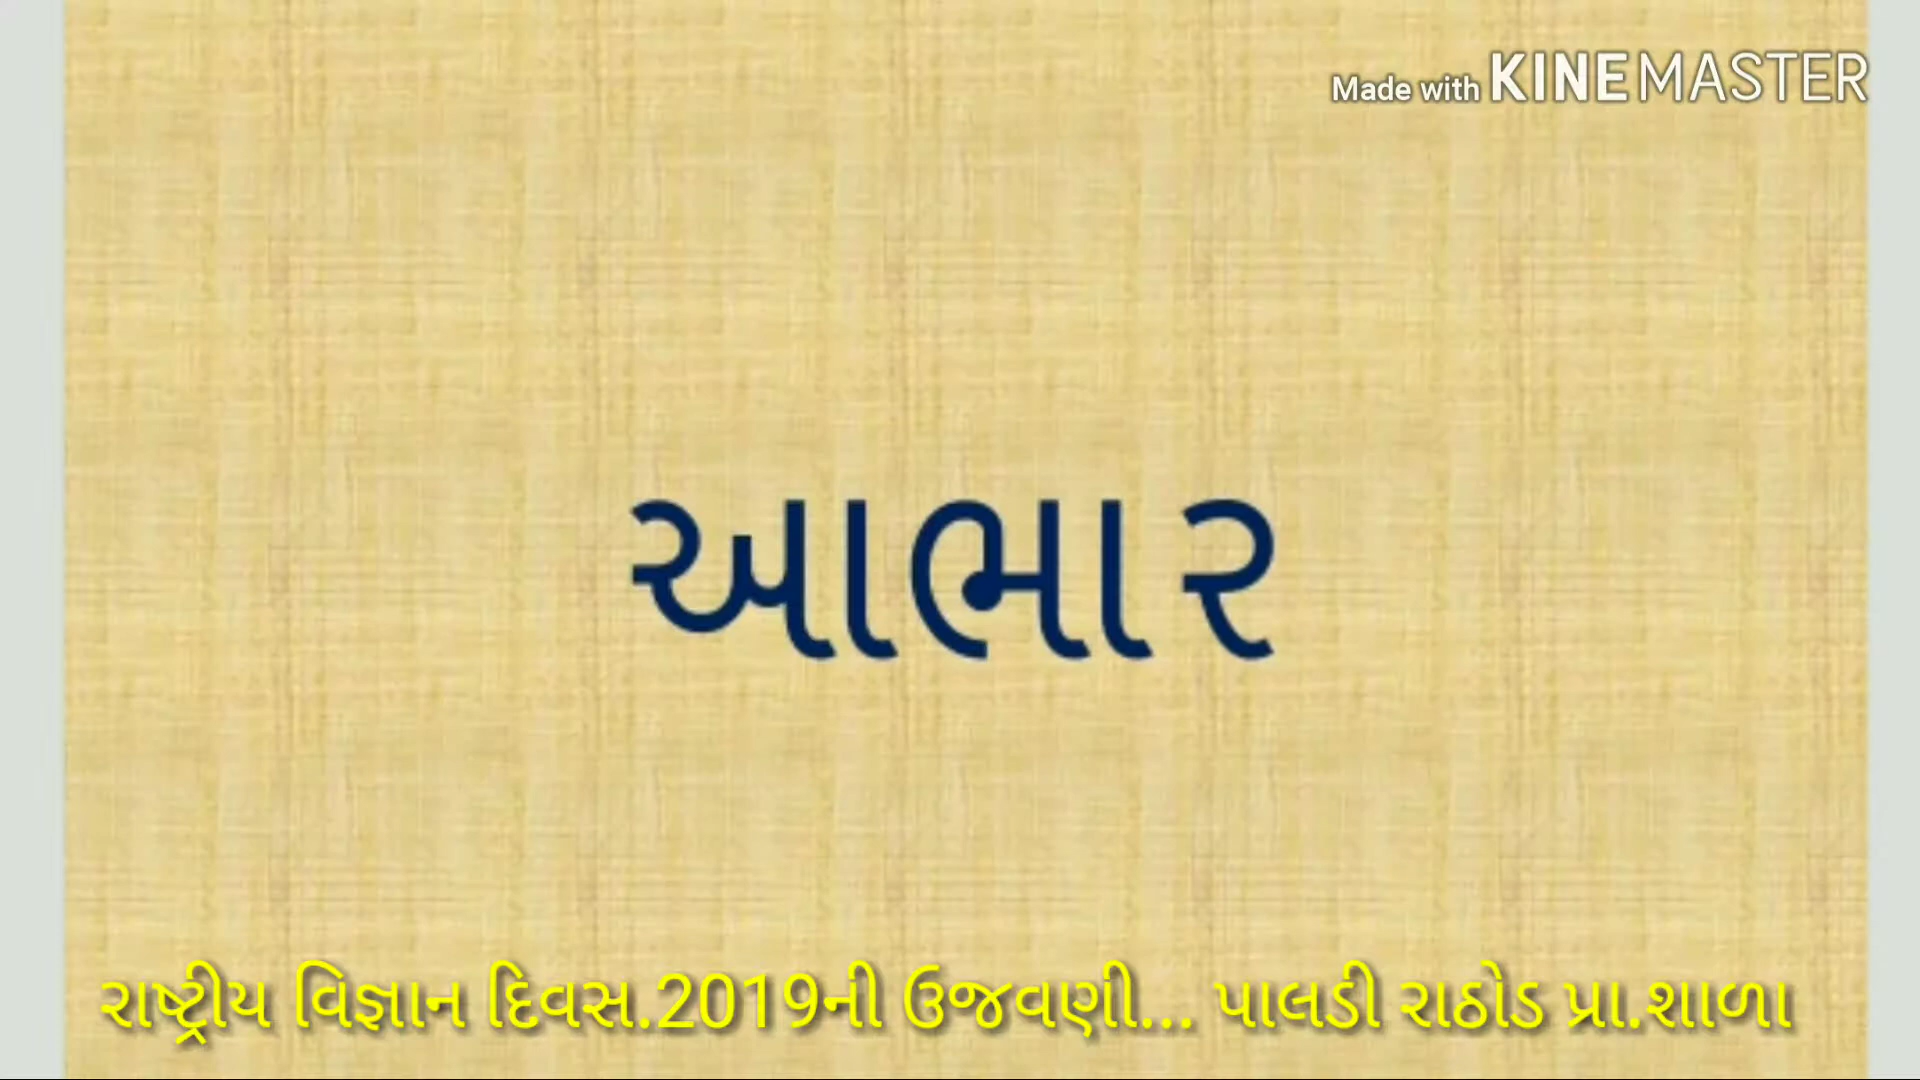 Made with KINEMASTER
આભાર
રાષ્ટ્રીય વિજ્ઞાન દિવસ.2019ની ઉજવણી... પાલડી રાઠોડ પ્રા.શાળા